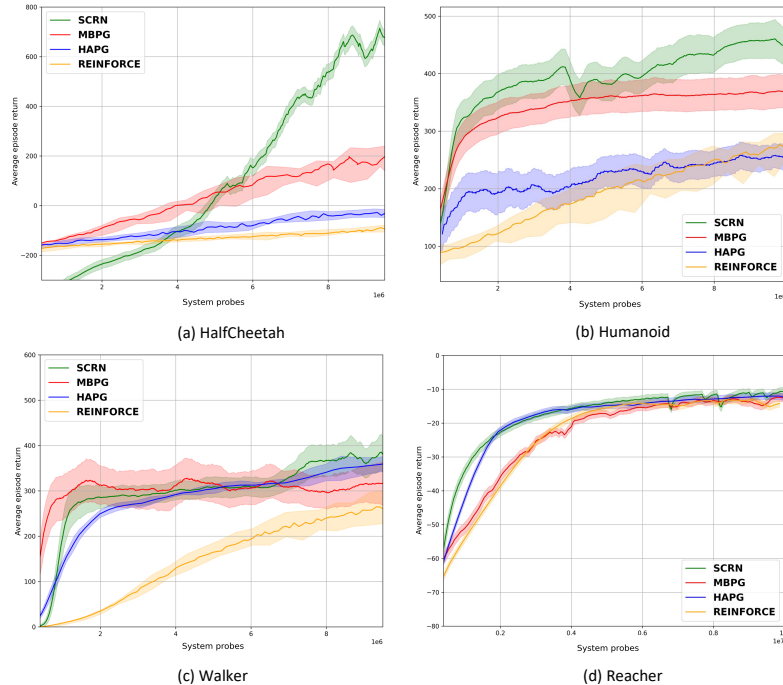 SCRN
MBPG
HAPG
REINFORCE
Average episode return
800
600
400
200
0
−200
2
4
6
8
1e6
System probes
(a) HalfCheetah
Average episode return
500
400
300
200
100
SCRN
MBPG
HAPG
REINFORCE
2
4
6
8
System probes
(b) Humanoid
SCRN
MBPG
HAPG
REINFORCE
Average episode return
600
500
400
300
200
100
0
2
4
6
8
1e6
System probes
(c) Walker
Average episode return
0
−10
−20
−30
−40
−50
−60
−70
−80
SCRN
MBPG
HAPG
REINFORCE
0.2
0.4
0.6
0.8
System probes
(d) Reacher